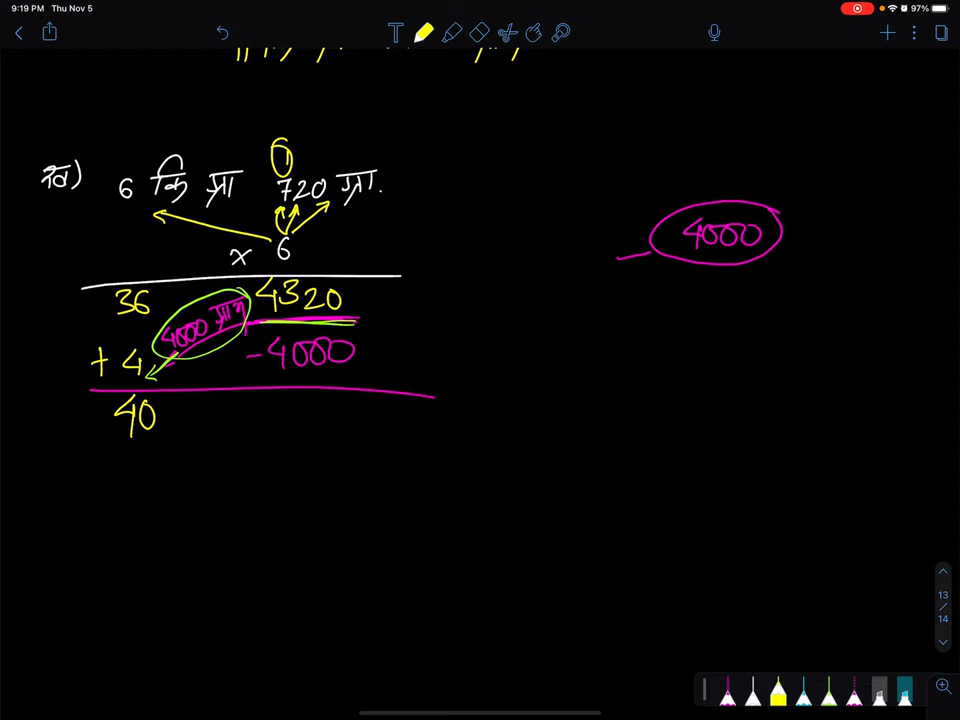 9:19 PM Thu Nov 5
97%
T
6
ख) 6 कि ग्रा 720 ग्रा.
x 6
4000
36 4320
4000 ग्राम
+ 4 - 4000
40
13
/
14